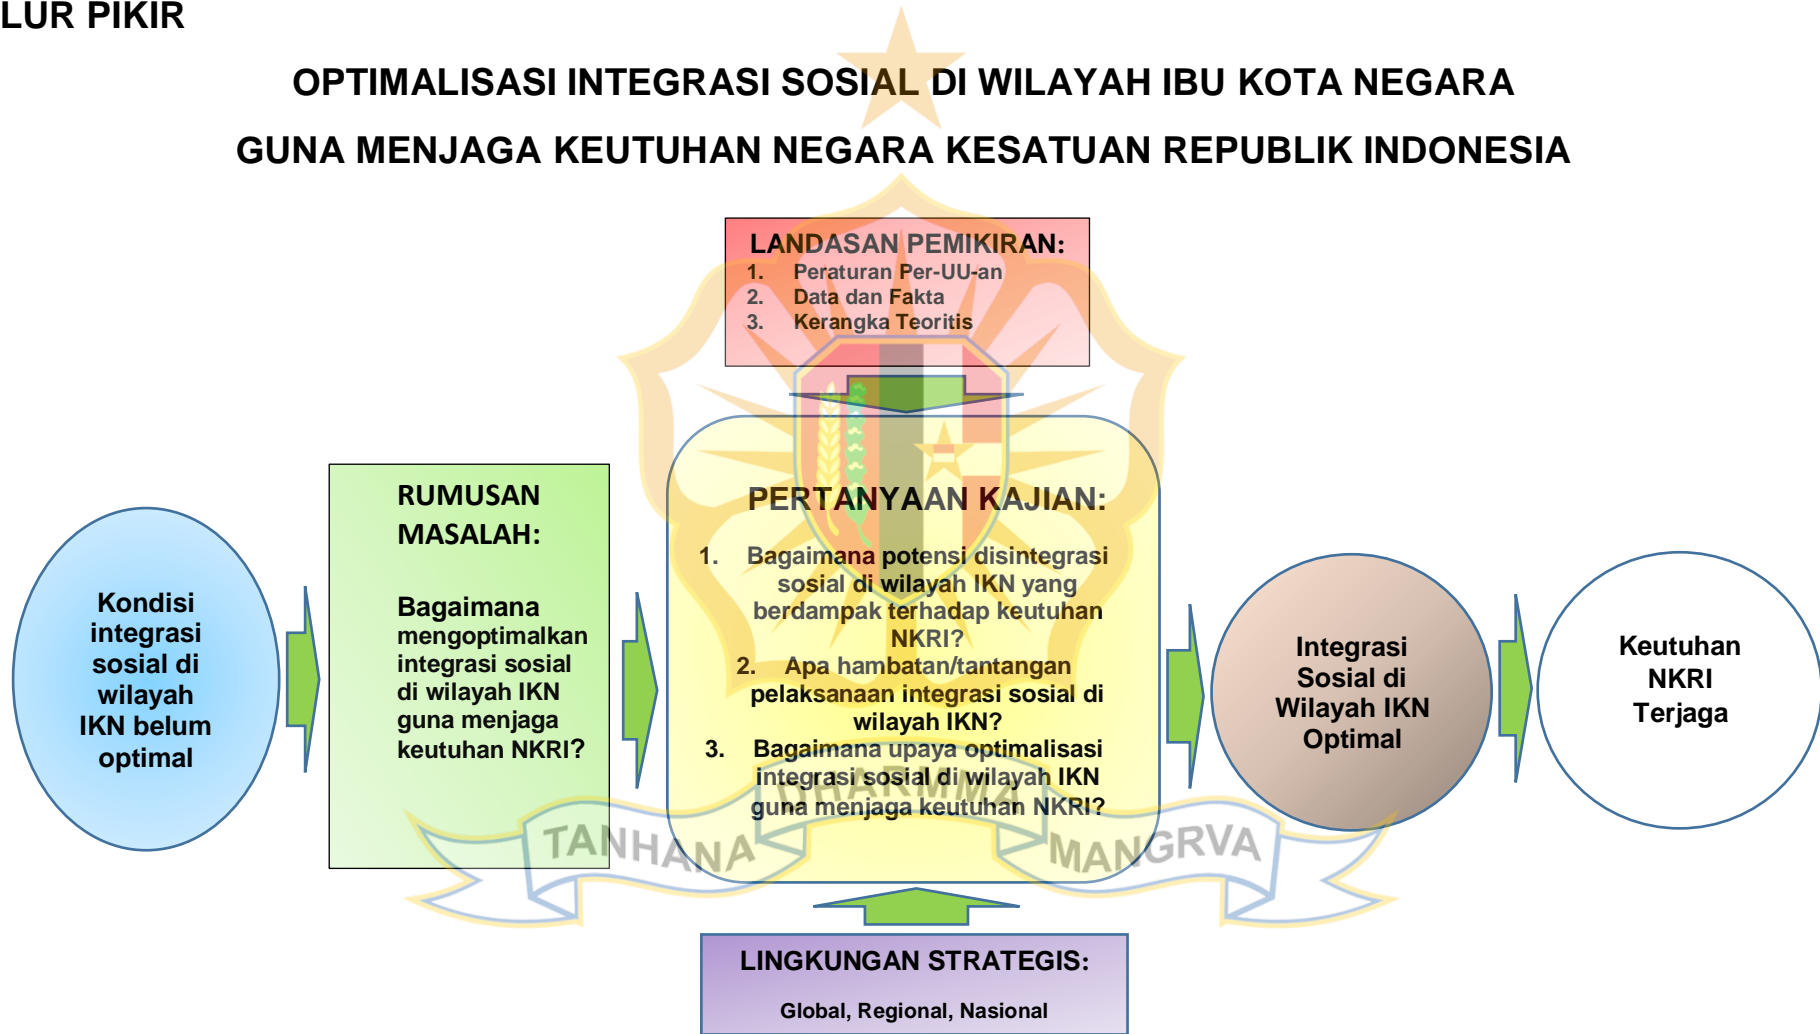 LUR PIKIR
OPTIMALISASI INTEGRASI SOSIAL DI WILAYAH IBU KOTA NEGARA
GUNA MENJAGA KEUTUHAN NEGARA KESATUAN REPUBLIK INDONESIA
LANDASAN PEMIKIRAN:
1. Peraturan Per-UU-an
2. Data dan Fakta
3. Kerangka Teoritis
Kondisi
integrasi
sosial di
wilayah
IKN belum
optimal
RUMUSAN
MASALAH:
Bagaimana
mengoptimalkan
integrasi sosial
di wilayah IKN
guna menjaga
keutuhan NKRI?
PERTANYAAN KAJIAN:
1. Bagaimana potensi disintegrasi
sosial di wilayah IKN yang
berdampak terhadap keutuhan
NKRI?
2. Apa hambatan/tantangan
pelaksanaan integrasi sosial di
wilayah IKN?
3. Bagaimana upaya optimalisasi
integrasi sosial di wilayah IKN
guna menjaga keutuhan NKRI?
Integrasi
Sosial di
Wilayah IKN
Optimal
Keutuhan
NKRI
Terjaga
TANHANA DHARMMA MANGRVA
LINGKUNGAN STRATEGIS:
Global, Regional, Nasional